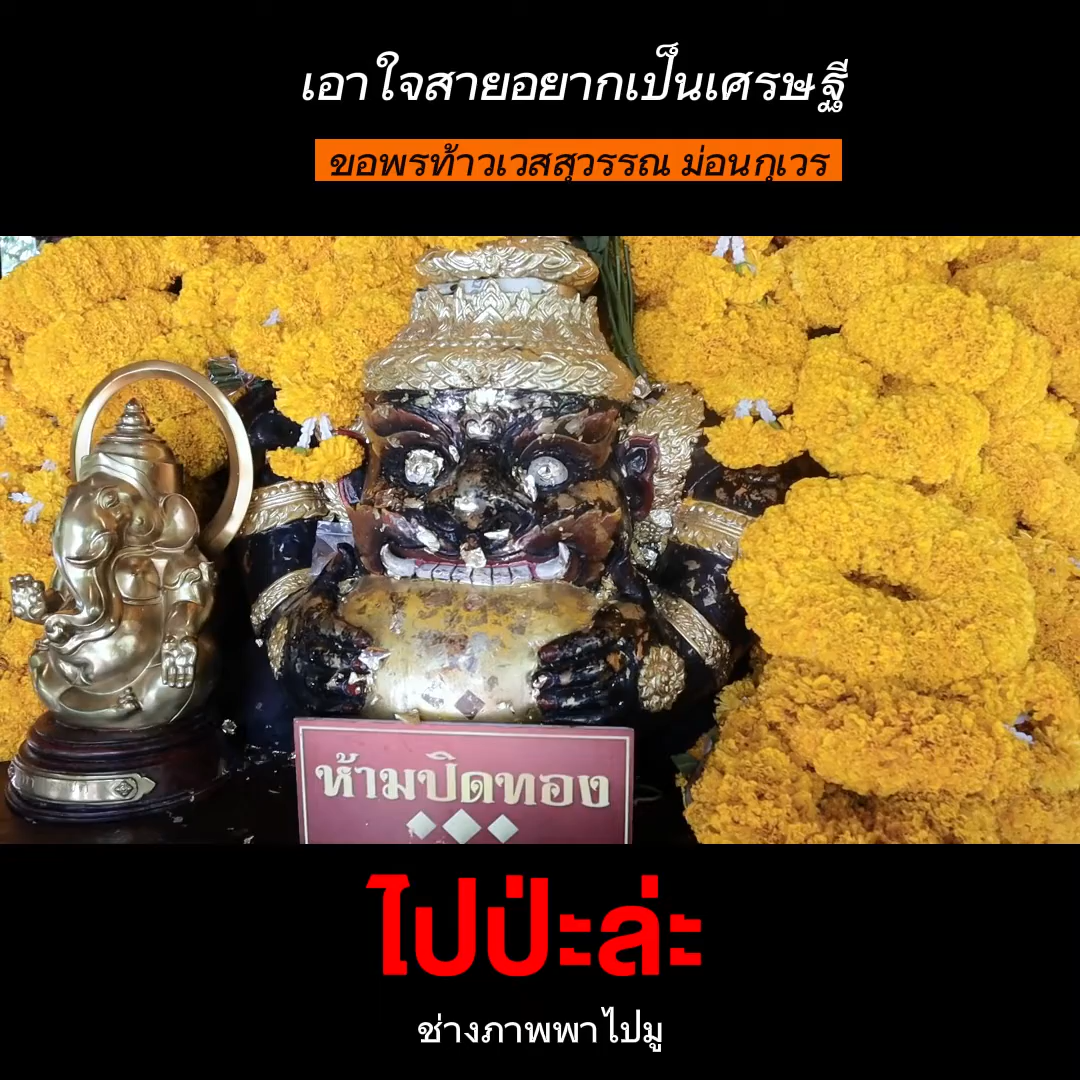 เอาใจสายอยากเป็นเศรษฐี
ขอพรท้าวเวสสุวรรณ ม่อนกุเวร
ห้ามปิดทอง
ไปป่ะล่ะ
ช่างภาพพาไปมู